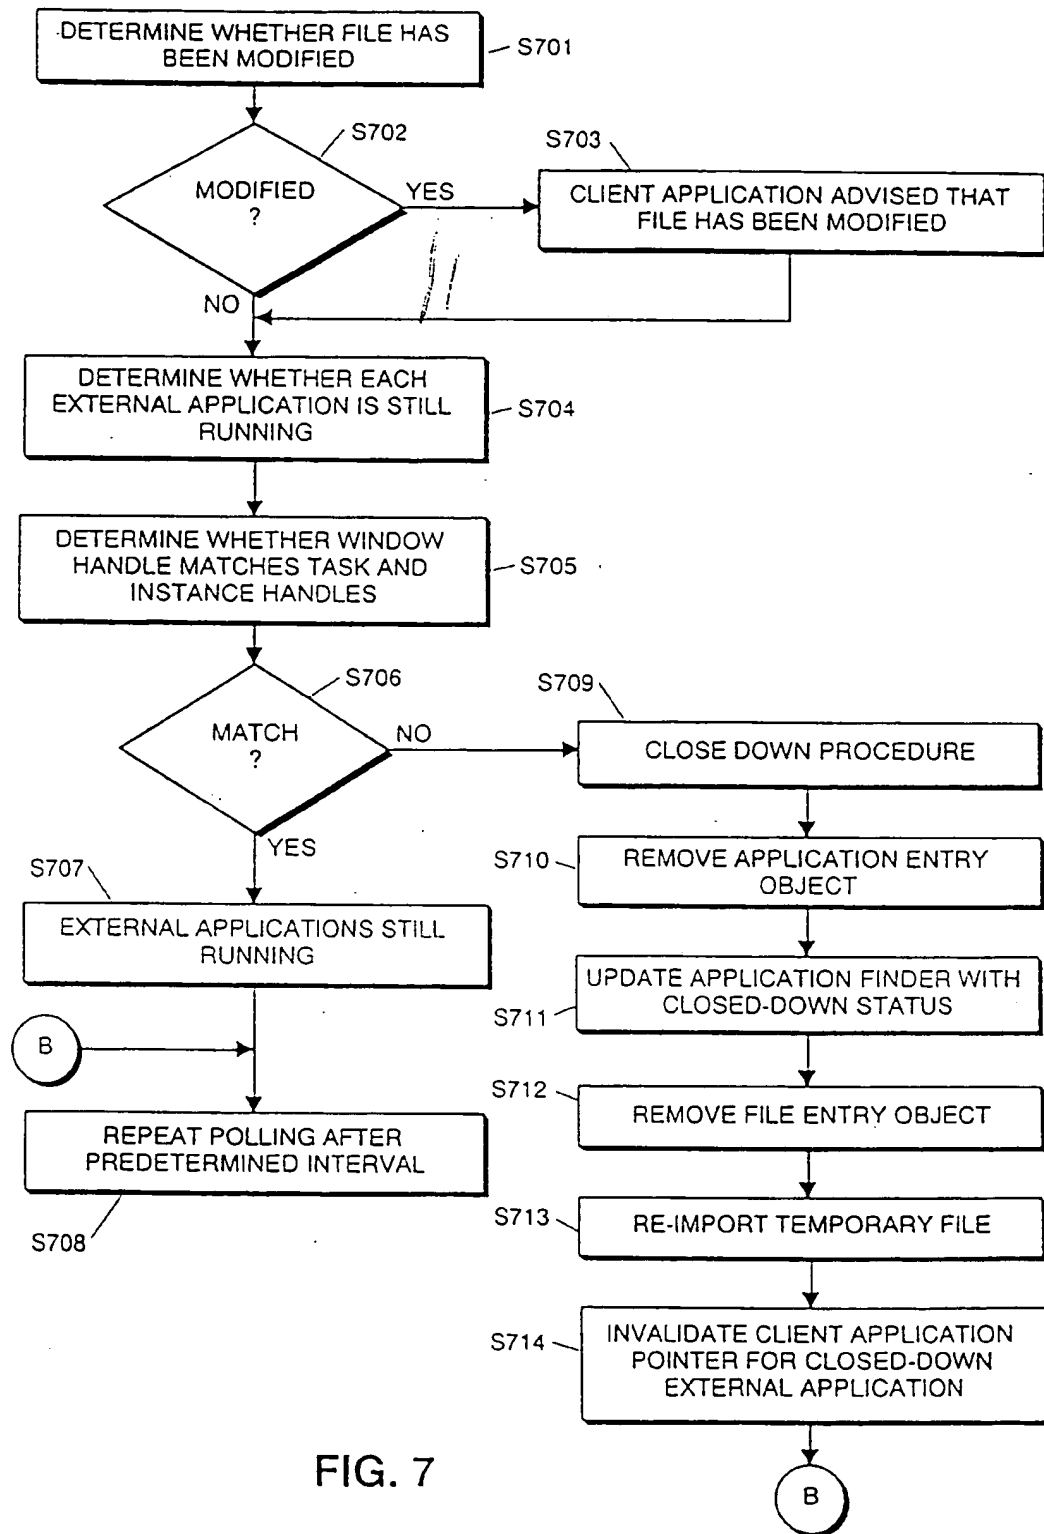 DETERMINE WHETHER FILE HAS
BEEN MODIFIED
S701
S702
MODIFIED
?
YES
NO
S703
CLIENT APPLICATION ADVISED THAT
FILE HAS BEEN MODIFIED
DETERMINE WHETHER EACH
EXTERNAL APPLICATION IS STILL
RUNNING
S704
DETERMINE WHETHER WINDOW
HANDLE MATCHES TASK AND
INSTANCE HANDLES
S705
S706
MATCH
?
NO
YES
S707
EXTERNAL APPLICATIONS STILL
RUNNING
B
REPEAT POLLING AFTER
PREDETERMINED INTERVAL
S708
S709
CLOSE DOWN PROCEDURE
S710
REMOVE APPLICATION ENTRY
OBJECT
UPDATE APPLICATION FINDER WITH
CLOSED-DOWN STATUS
S711
S712
REMOVE FILE ENTRY OBJECT
S713
RE-IMPORT TEMPORARY FILE
S714
INVALIDATE CLIENT APPLICATION
POINTER FOR CLOSED-DOWN
EXTERNAL APPLICATION
B
FIG. 7